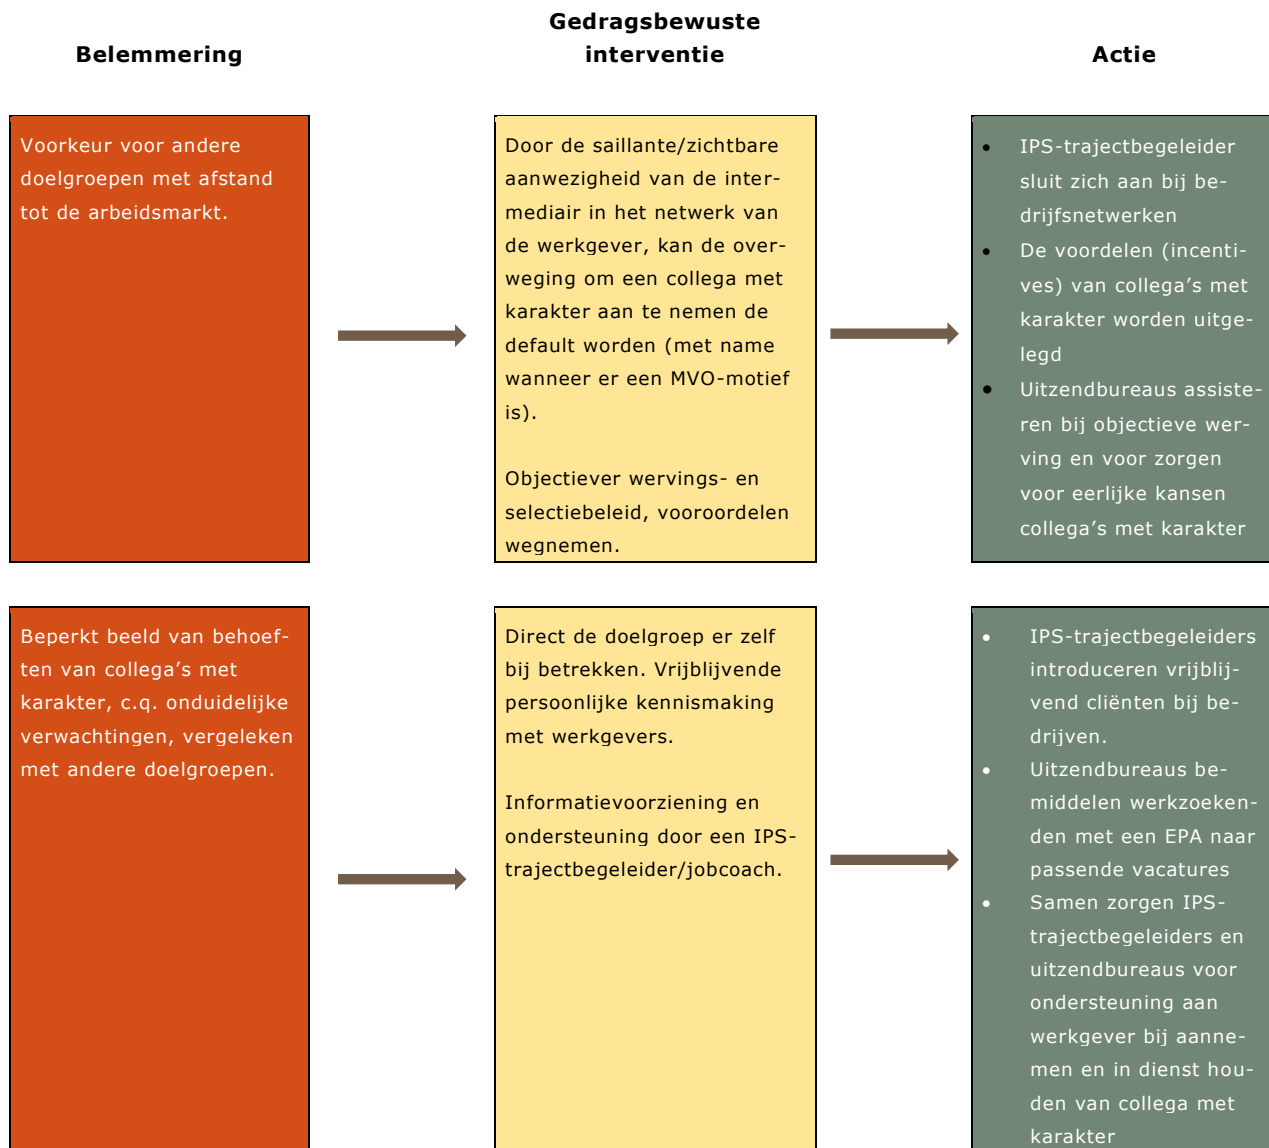 Belemmering
Gedragsbewuste
interventie
Actie
Voorkeur voor andere
doelgroepen met afstand
tot de arbeidsmarkt.
Door de saillante/zichtbare
aanwezigheid van de inter-
mediair in het netwerk van
de werkgever, kan de over-
weging om een collega met
karakter aan te nemen de
default worden (met name
wanneer er een MVO-motief
is).
Objectiever wervings- en
selectiebeleid, vooroordelen
wegnemen.
• IPS-trajectbegeleider
sluit zich aan bij be-
drijfsnetwerken
• De voordelen (incenti-
ves) van collega’s met
karakter worden uitge-
legd
• Uitzendbureaus assiste-
ren bij objectieve wer-
ving en voor zorgen
voor eerlijke kansen
collega’s met karakter
Beperkt beeld van behoef-
ten van collega’s met
karakter, c.q. onduidelijke
verwachtingen, vergeleken
met andere doelgroepen.
Direct de doelgroep er zelf
bij betrekken. Vrijblijvende
persoonlijke kennismaking
met werkgevers.
Informatievoorziening en
ondersteuning door een IPS-
trajectbegeleider/jobcoach.
• IPS-trajectbegeleiders
introduceren vrijblij-
vend cliënten bij be-
drijven.
• Uitzendbureaus be-
middelen werkzoeken-
den met een EPA naar
passende vacatures
• Samen zorgen IPS-
trajectbegeleiders en
uitzendbureaus voor
ondersteuning aan
werkgever bij aanne-
men en in dienst hou-
den van collega met
karakter